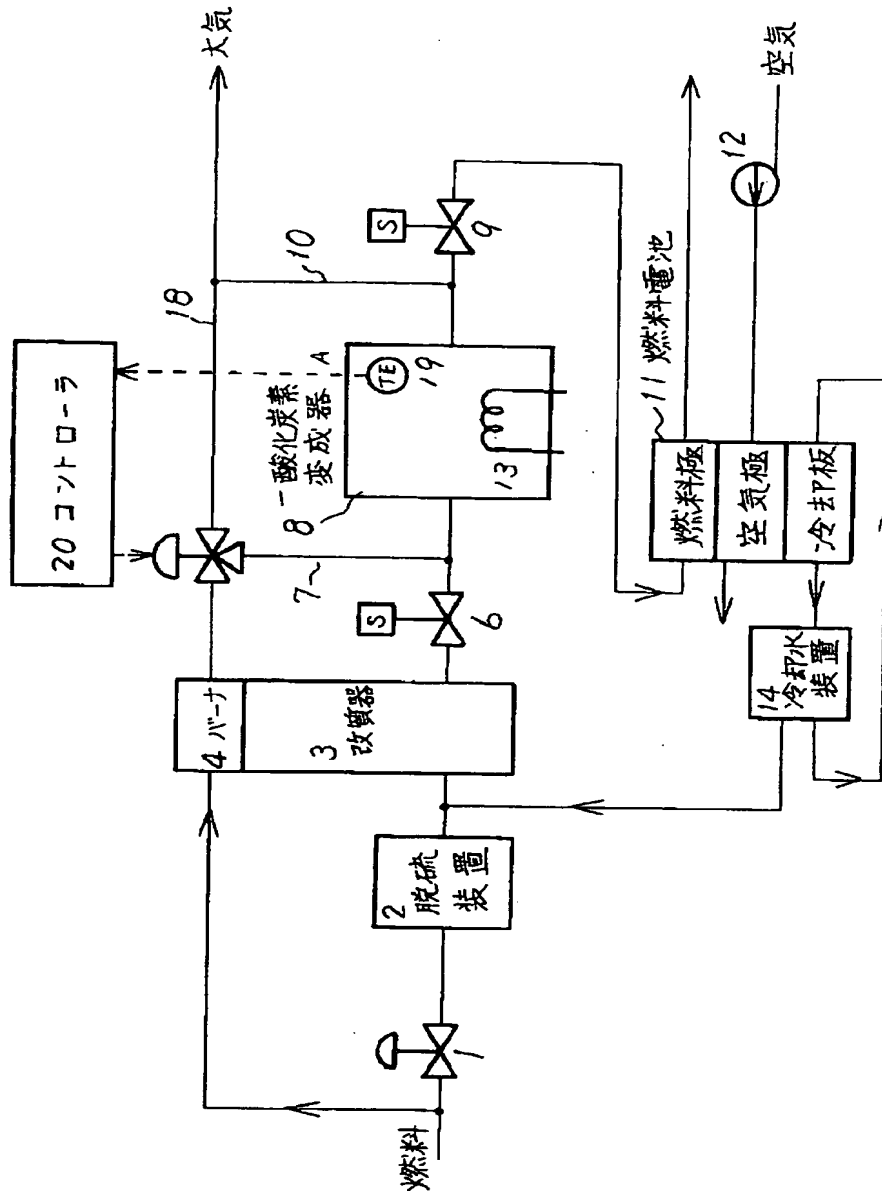 大気
20 コントローラ
18
10
A
一酸化炭素
変成器
8
TE
19
13
S
9
7
S
6
4 バーナ
3
改質器
2
脱硫
装置
1
燃料
11 燃料電池
12
空気
燃料極
空気極
冷却板
14
冷却水
装置